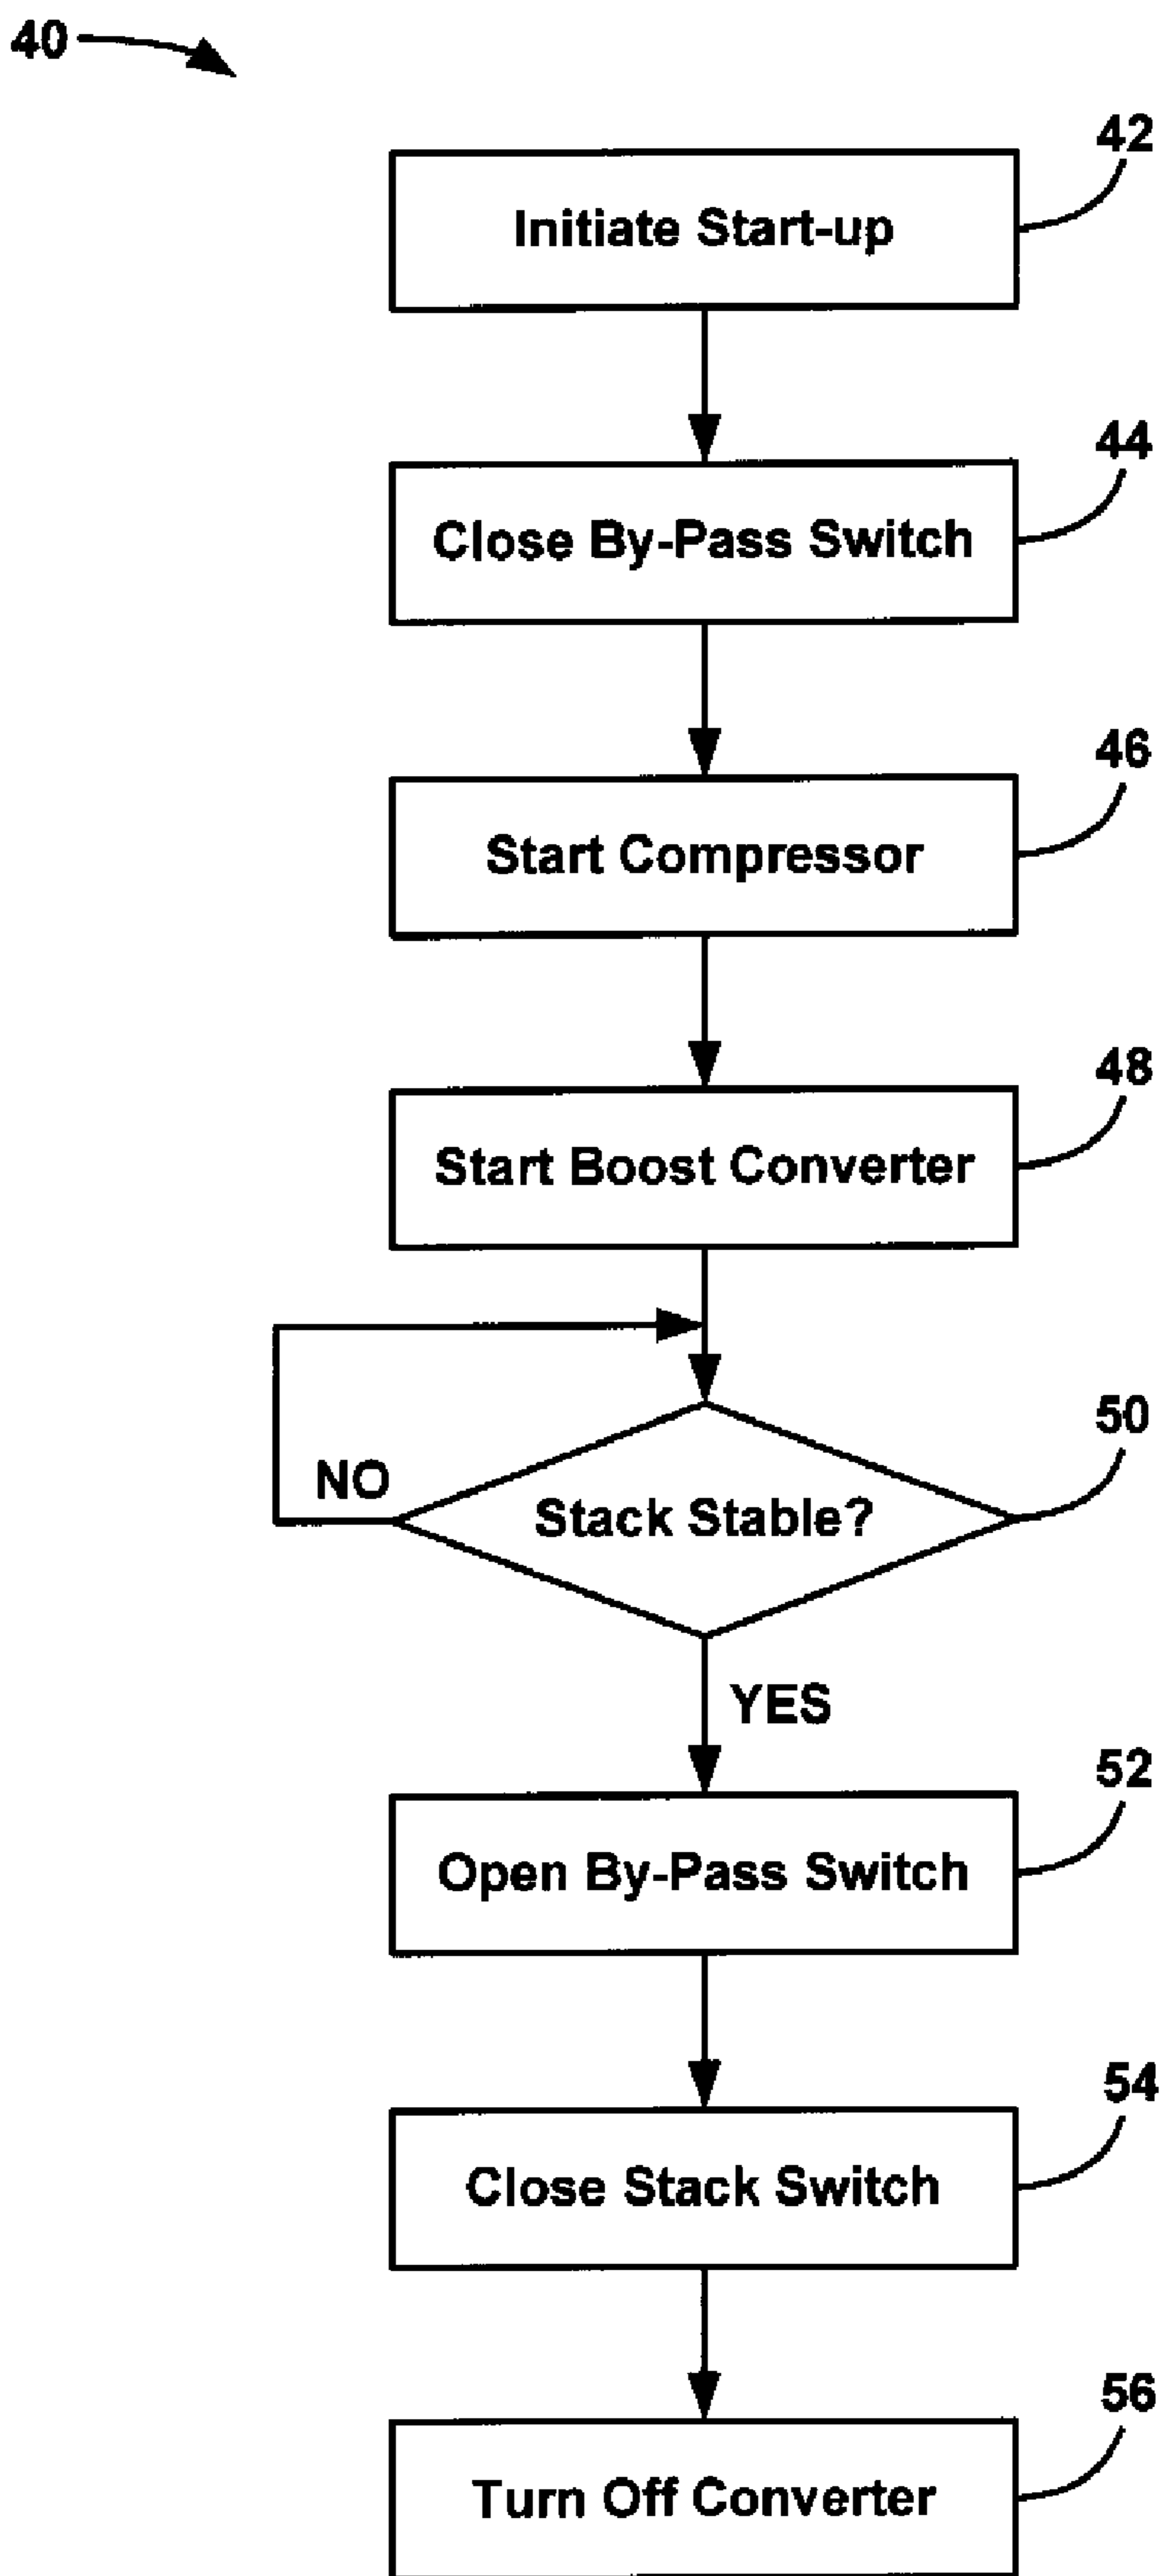 40
42
Initiate Start-up
44
Close By-Pass Switch
46
Start Compressor
48
Start Boost Converter
50
NO
Stack Stable?
YES
52
Open By-Pass Switch
54
Close Stack Switch
56
Turn Off Converter